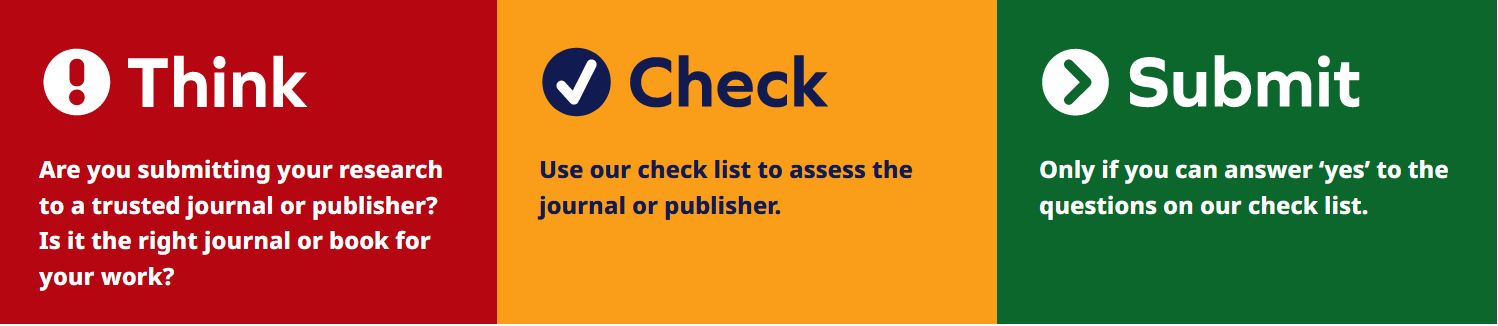 Think
Are you submitting your research
to a trusted journal or publisher?
Is it the right journal or book for
your work?
Check
Use our check list to assess the
journal or publisher.
Submit
Only if you can answer ‘yes’ to the
questions on our check list.